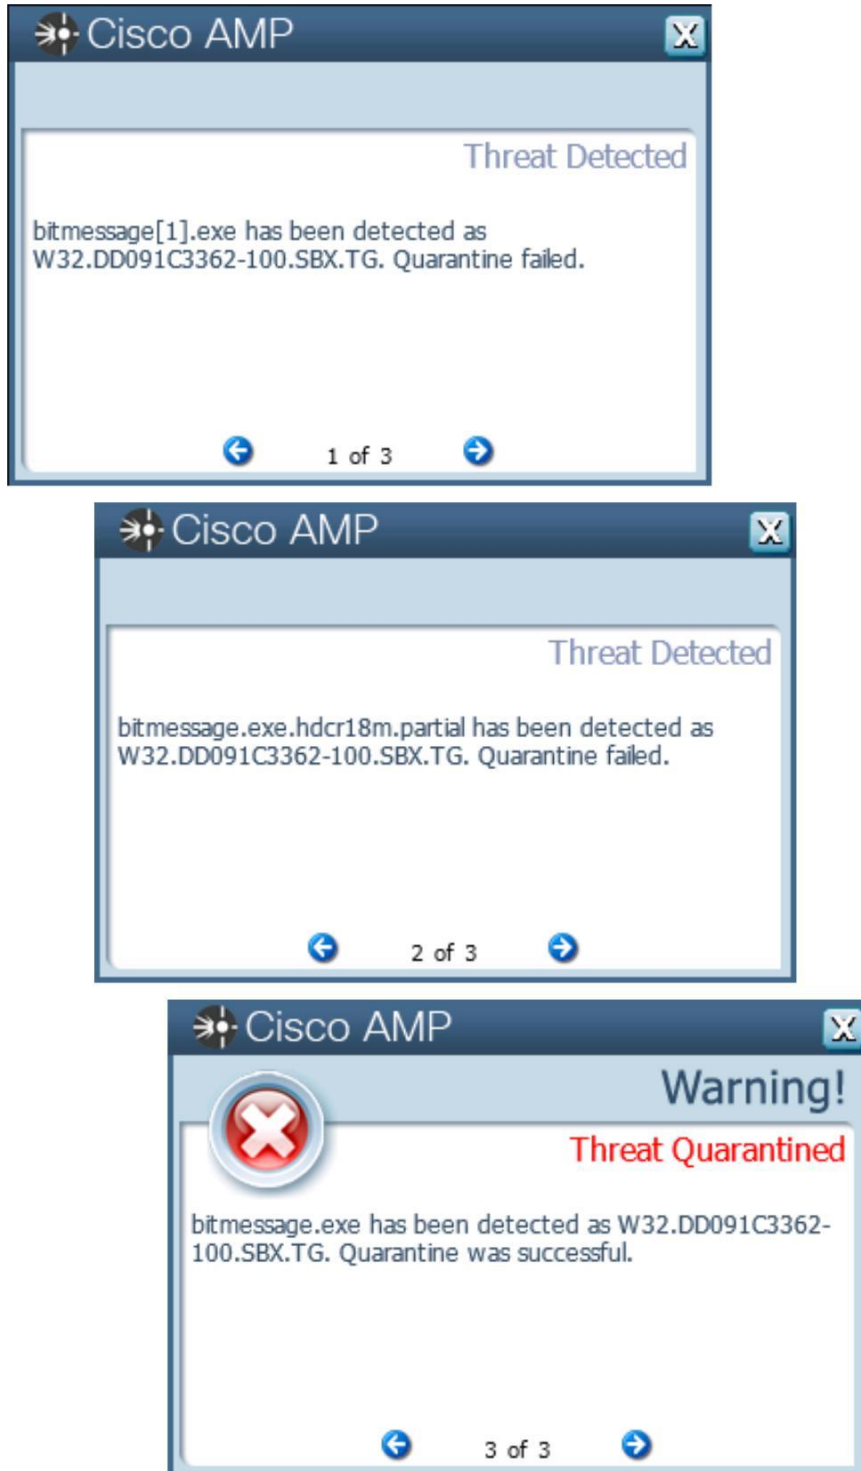 Cisco AMP
X
Threat Detected
bitmessage[1].exe has been detected as
W32.DD091C3362-100.SBX.TG. Quarantine failed.
1 of 3
Cisco AMP
X
Threat Detected
bitmessage.exe.hdcr18m.partial has been detected as
W32.DD091C3362-100.SBX.TG. Quarantine failed.
2 of 3
Cisco AMP
X
Warning!
Threat Quarantined
bitmessage.exe has been detected as W32.DD091C3362-
100.SBX.TG. Quarantine was successful.
3 of 3